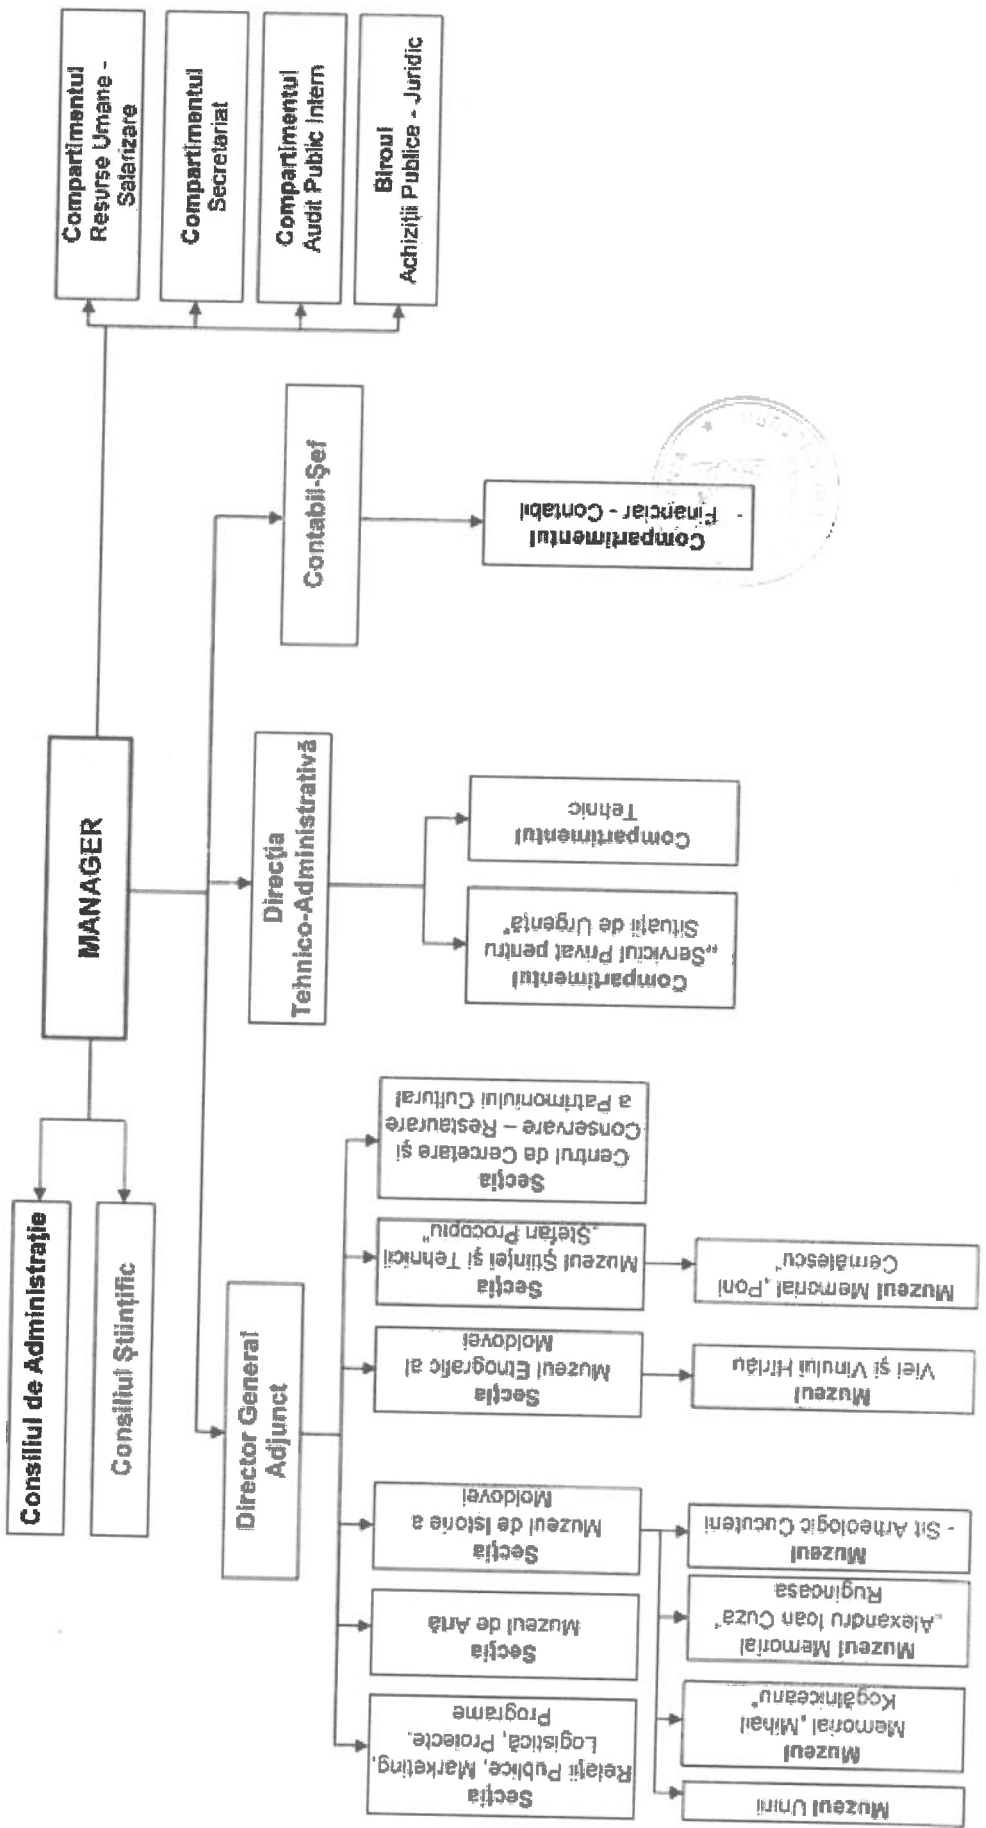 MANAGER
Consiliul de Administrație
Consiliul Științific
Compartimentul
Resurse Umane -
Salarizare
Compartimentul
Secretariat
Compartimentul
Audit Public Intern
Biroul
Achiziții Publice - Juridic
Director General
Adjunct
Direcția
Tehnico-Administrativă
Contabil-Șef
Secția
Relații Publice, Marketing,
Logistică, Proiecte,
Programe
Secția
Muzeul de Artă
Secția
Muzeul de Istorie a
Moldovei
Secția
Muzeul Etnografic al
Moldovei
Secția
Muzeul Științei și Tehnicii
„Ștefan Procopiu”
Secția
Centrul de Cercetare și
Conservare – Restaurare
a Patrimoniului Cultural
Compartimentul
„Serviciul Privat pentru
Situații de Urgență”
Compartimentul
Tehnic
Compartimentul
Financiar - Contabil
Muzeul Unirii
Muzeul
Memorial „Mihail
Kogălniceanu”
Muzeul Memorial
„Alexandru Ioan Cuza”
Ruginoasa
Muzeul
- Sit Arheologic Cucuteni
Muzeul
Viei și Vinului Hîrlău
Muzeul Memorial „Poni
Cernălescu”